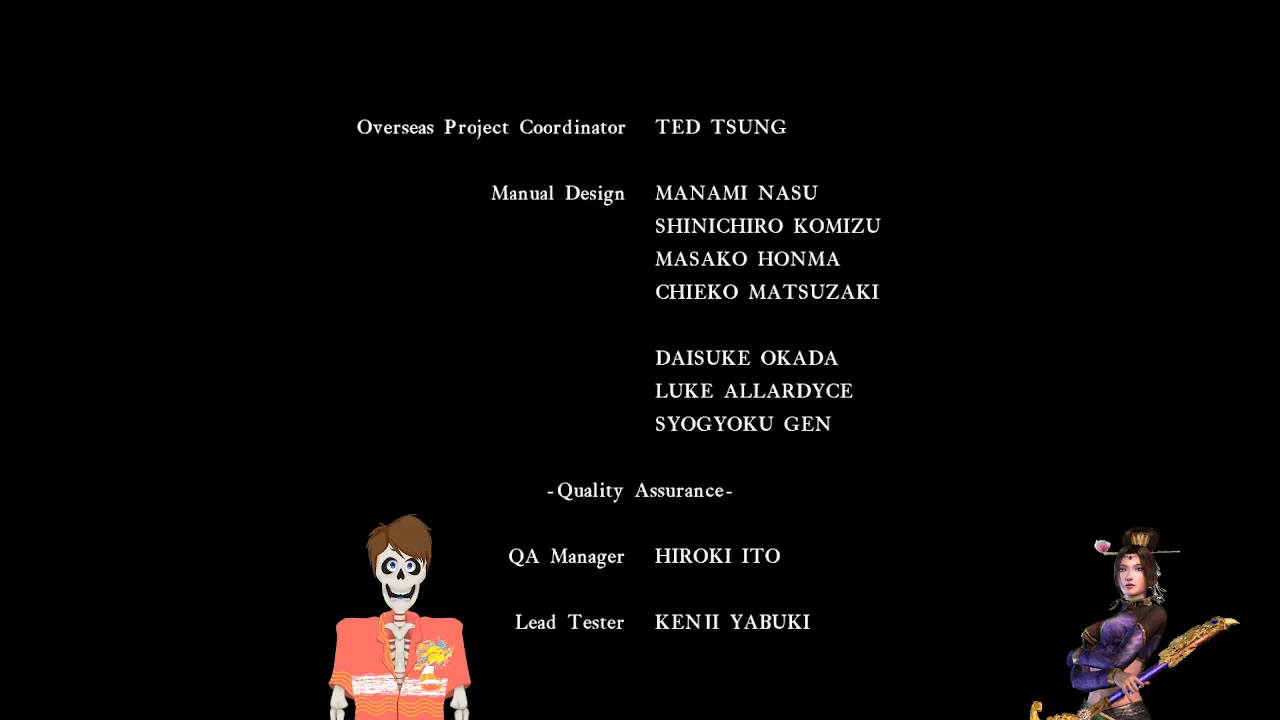 Overseas Project Coordinator TED TSUNG
Manual Design MANAMI NASU
SHINICHIRO KOMIZU
MASAKO HONMA
CHIEKO MATSUZAKI
DAISUKE OKADA
LUKE ALLARDYCE
SYOGYOKU GEN
-Quality Assurance-
QA Manager HIROKI ITO
Lead Tester KENJI YABUKI